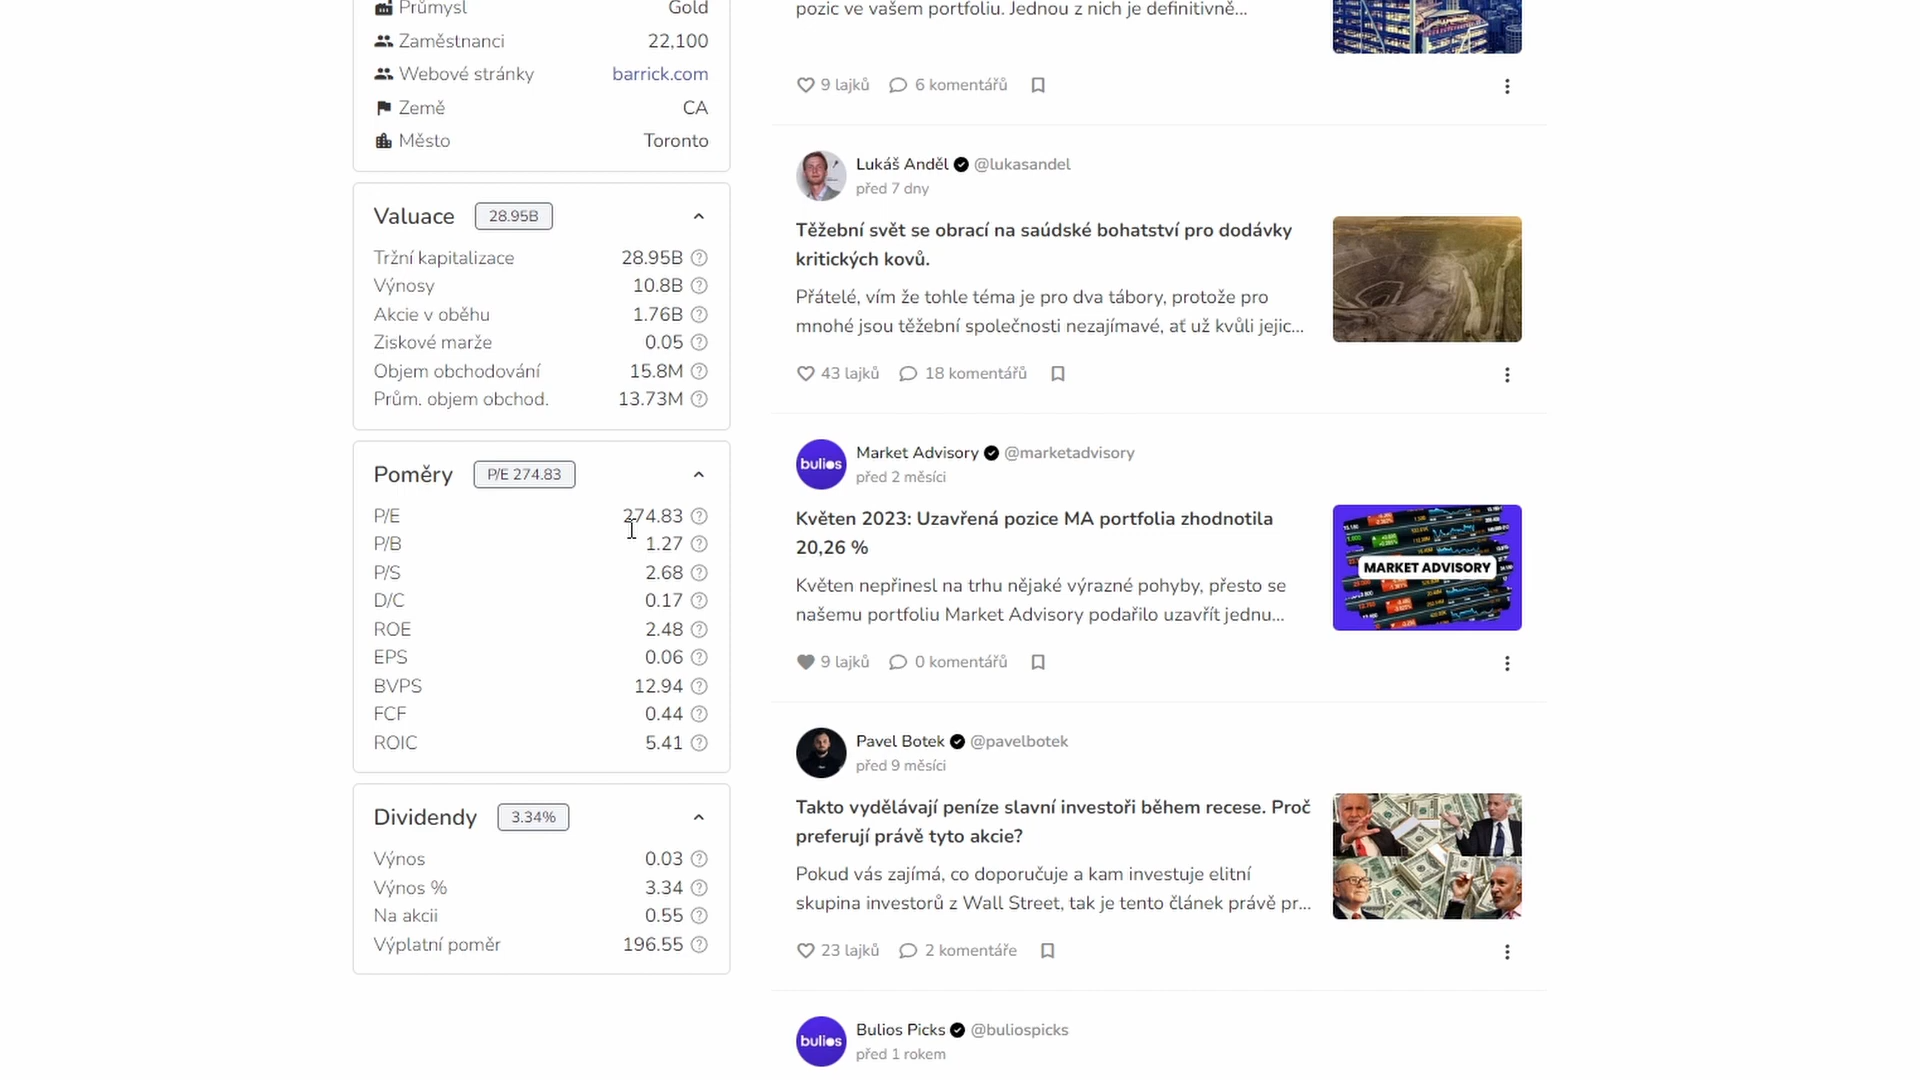 Průmysl Gold
Zaměstnanci 22,100
Webové stránky barrick.com
Země CA
Město Toronto
Valuace 28.95B
Tržní kapitalizace 28.95B
Výnosy 10.8B
Akcie v oběhu 1.76B
Ziskové marže 0.05
Objem obchodování 15.8M
Prům. objem obchod. 13.73M
Poměry P/E 274.83
P/E 274.83
P/B 1.27
P/S 2.68
D/C 0.17
ROE 2.48
EPS 0.06
BVPS 12.94
FCF 0.44
ROIC 5.41
Dividendy 3.34%
Výnos 0.03
Výnos % 3.34
Na akcii 0.55
Výplatní poměr 196.55
pozic ve vašem portfoliu. Jednou z nich je definitivně...
9 lajků 6 komentářů
Lukáš Anděl @lukasandel
před 7 dny
Těžební svět se obrací na saúdské bohatství pro dodávky
kritických kovů.
Přátelé, vím že tohle téma je pro dva tábory, protože pro
mnohé jsou těžební společnosti nezajímavé, ať už kvůli jejic...
43 lajků 18 komentářů
bulios
Market Advisory @marketadvisory
před 2 měsíci
Květen 2023: Uzavřená pozice MA portfolia zhodnotila
20,26 %
Květen nepřinesl na trhu nějaké výrazné pohyby, přesto se
našemu portfoliu Market Advisory podařilo uzavřít jednu...
MARKET ADVISORY
9 lajků 0 komentářů
Pavel Botek @pavelbotek
před 9 měsíci
Takto vydělávají peníze slavní investoři během recese. Proč
preferují právě tyto akcie?
Pokud vás zajímá, co doporučuje a kam investuje elitní
skupina investorů z Wall Street, tak je tento článek právě pr...
23 lajků 2 komentáře
bulios
Bulios Picks @buliospicks
před 1 rokem